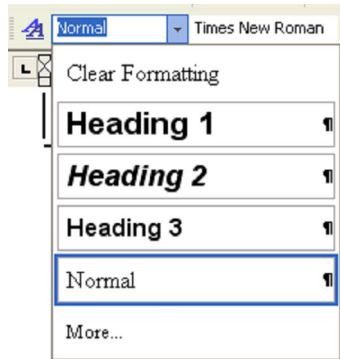 Normal Times New Roman
Clear Formatting
Heading 1 ¶
Heading 2 ¶
Heading 3 ¶
Normal ¶
More...